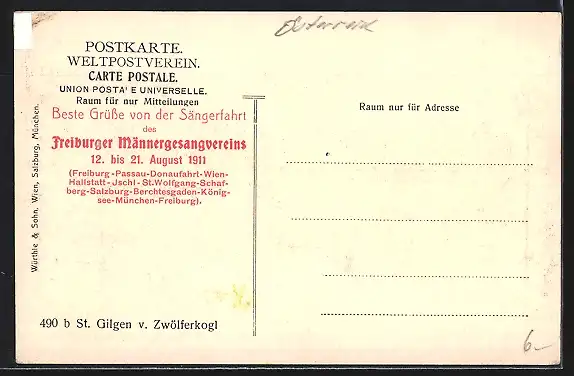 Österreich
POSTKARTE.
WELTPOSTVEREIN.
CARTE POSTALE.
UNION POSTA' E UNIVERSELLE.
Raum für nur Mitteilungen
Beste Grüße von der Sängerfahrt
des
Freiburger Männergesangvereins
12. bis 21. August 1911
(Freiburg-Passau-Donaufahrt-Wien-
Hallstatt-Jschl-St.Wolfgang-Schaf-
berg-Salzburg-Berchtesgaden-König-
see-München-Freiburg).
Würthle & Sohn, Wien, Salzburg, München.
490 b St. Gilgen v. Zwölferkogl
Raum nur für Adresse
6.-